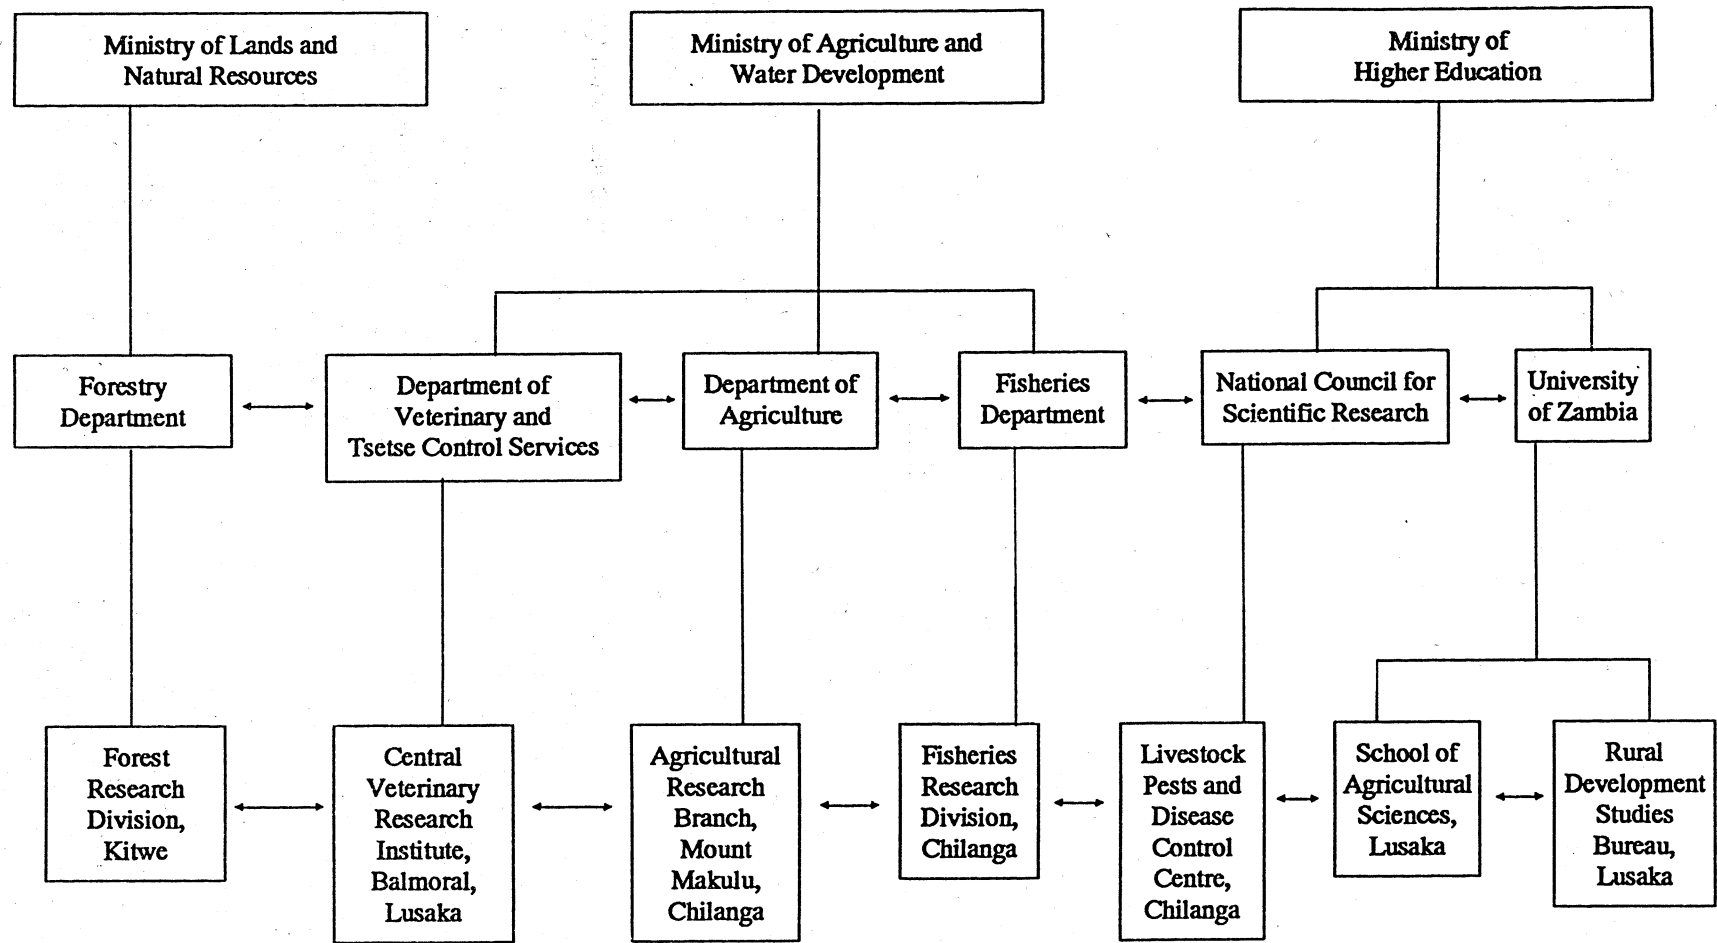 Ministry of Lands and
Natural Resources
Ministry of Agriculture and
Water Development
Ministry of
Higher Education
Forestry
Department
Department of
Veterinary and
Tsetse Control Services
Department of
Agriculture
Fisheries
Department
National Council for
Scientific Research
University
of Zambia
Forest
Research
Division,
Kitwe
Central
Veterinary
Research
Institute,
Balmoral,
Lusaka
Agricultural
Research
Branch,
Mount
Makulu,
Chilanga
Fisheries
Research
Division,
Chilanga
Livestock
Pests and
Disease
Control
Centre,
Chilanga
School of
Agricultural
Sciences,
Lusaka
Rural
Development
Studies
Bureau,
Lusaka